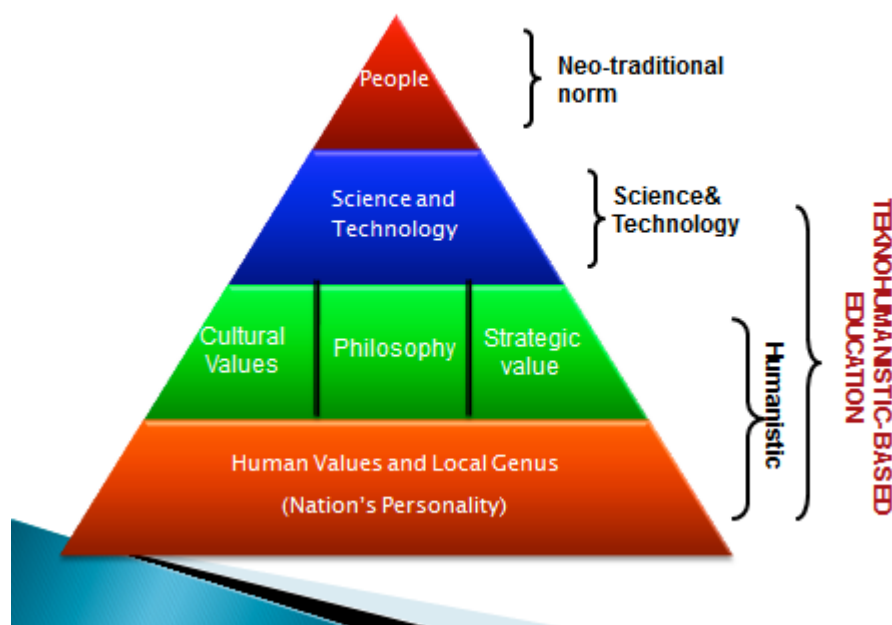 People
Neo-traditional
norm
Science and
Technology
Science&
Technology
Cultural
Values
Philosophy
Strategic
value
Human Values and Local Genus
(Nation's Personality)
Humanistic
TEKNOHUMANISTIC-BASED
EDUCATION